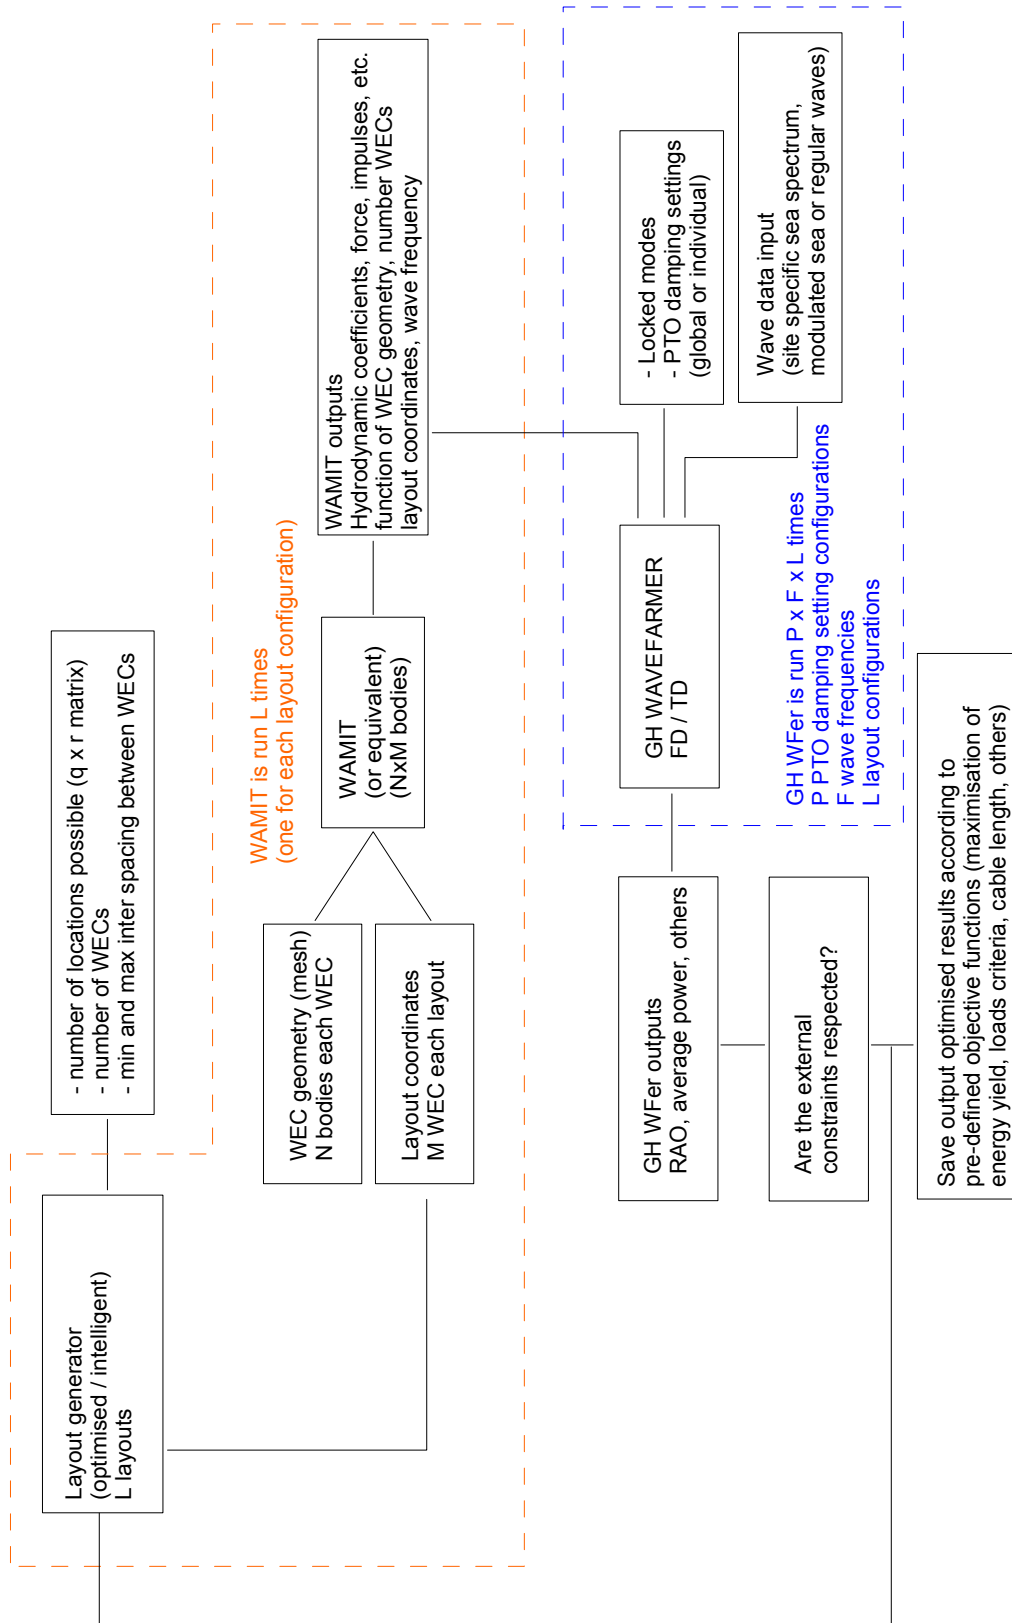 Layout generator
(optimised / intelligent)
L layouts
- number of locations possible (q x r matrix)
- number of WECs
- min and max inter spacing between WECs
WAMIT is run L times
(one for each layout configuration)
WEC geometry (mesh)
N bodies each WEC
Layout coordinates
M WEC each layout
WAMIT
(or equivalent)
(NxM bodies)
WAMIT outputs
Hydrodynamic coefficients, force, impulses, etc.
function of WEC geometry, number WECs
layout coordinates, wave frequency
GH WFer outputs
RAO, average power, others
GH WAVEFARMER
FD / TD
- Locked modes
- PTO damping settings
(global or individual)
Wave data input
(site specific sea spectrum,
modulated sea or regular waves)
GH WFer is run P x F x L times
P PTO damping setting configurations
F wave frequencies
L layout configurations
Are the external
constraints respected?
Save output optimised results according to
pre-defined objective functions (maximisation of
energy yield, loads criteria, cable length, others)